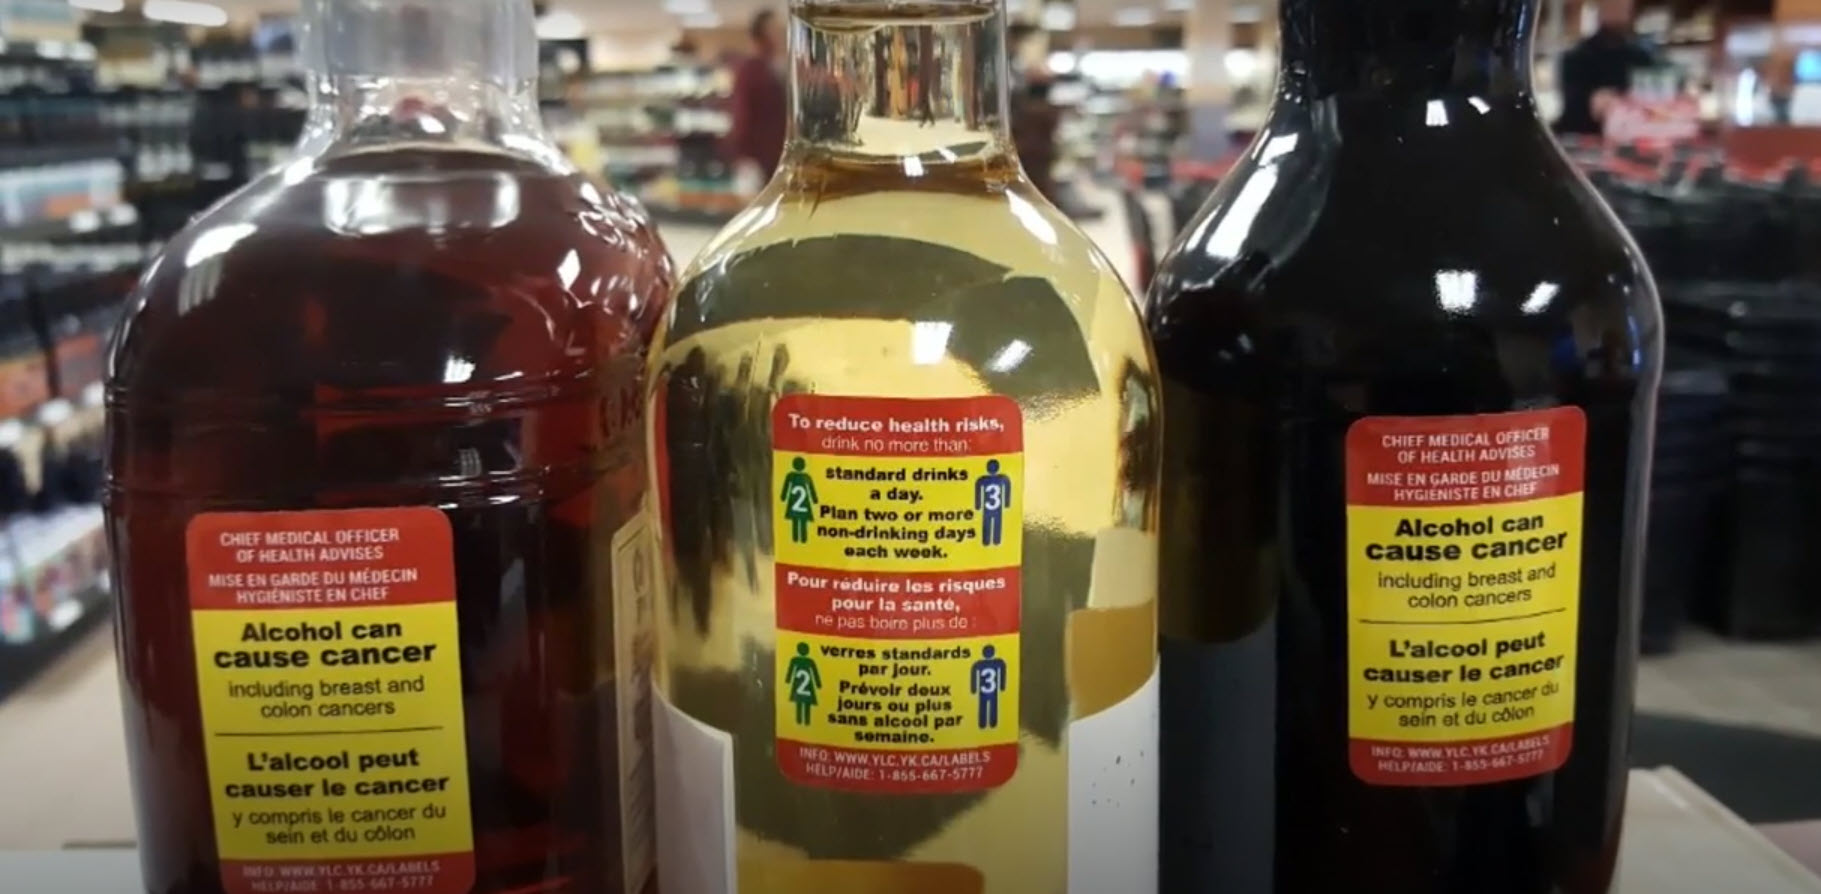 CHIEF MEDICAL OFFICER
OF HEALTH ADVISES
MISE EN GARDE DU MÉDECIN
HYGIÉNISTE EN CHEF
Alcohol can
cause cancer
including breast and
colon cancers
L'alcool peut
causer le cancer
y compris le cancer du
sein et du côlon
INFO: WWW.YLC.YK.CA/LABELS
HELP/AIDE: 1-855-667-5777
To reduce health risks,
drink no more than:
standard drinks
2 a day. 3
Plan two or more
non-drinking days
each week.
Pour réduire les risques
pour la santé,
ne pas boire plus de :
verres standards
2 par jour. 3
Prévoir deux
jours ou plus
sans alcool par
semaine.
INFO: WWW.YLC.YK.CA/LABELS
HELP/AIDE: 1-855-667-5777
CHIEF MEDICAL OFFICER
OF HEALTH ADVISES
MISE EN GARDE DU MÉDECIN
HYGIÉNISTE EN CHEF
Alcohol can
cause cancer
including breast and
colon cancers
L'alcool peut
causer le cancer
y compris le cancer du
sein et du côlon
INFO: WWW.YLC.YK.CA/LABELS
HELP/AIDE: 1-855-667-5777